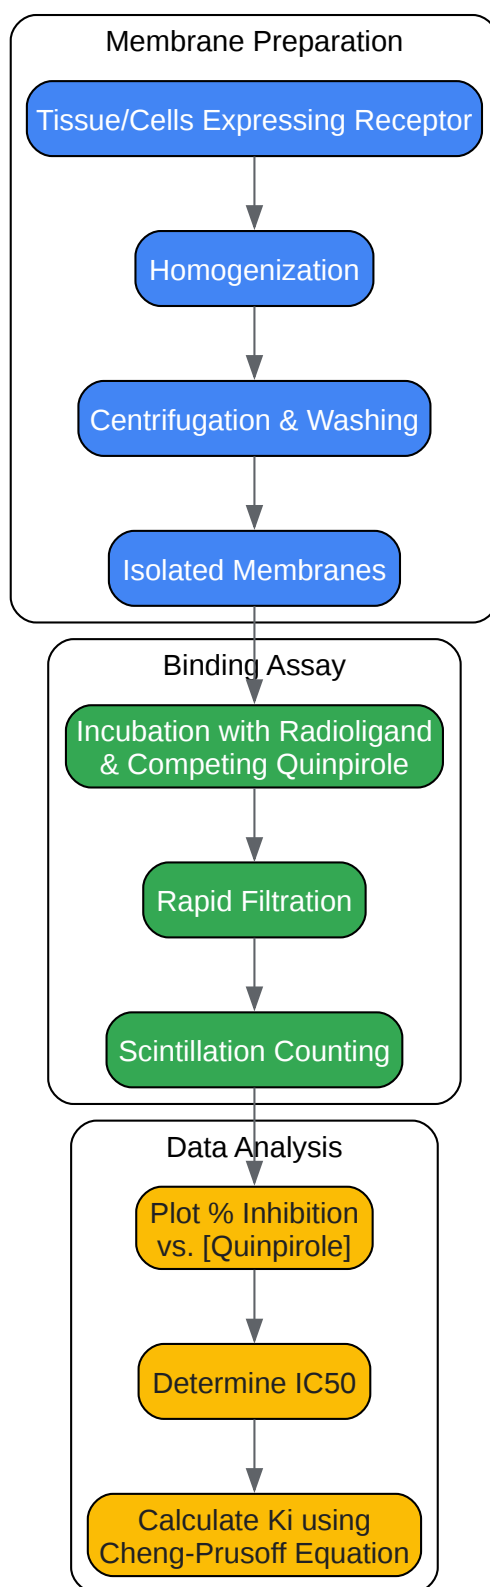 Membrane Preparation
Tissue/Cells Expressing Receptor
Homogenization
Centrifugation & Washing
Isolated Membranes
Binding Assay
Incubation with Radioligand
& Competing Quinpirole
Rapid Filtration
Scintillation Counting
Data Analysis
Plot % Inhibition
vs. [Quinpirole]
Determine IC50
Calculate Ki using
Cheng-Prusoff Equation